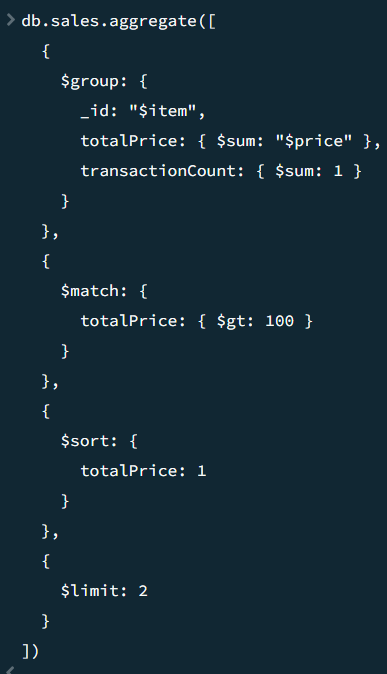 db.sales.aggregate([
  {
    $group: {
      _id: "$item",
      totalPrice: { $sum: "$price" },
      transactionCount: { $sum: 1 }
    }
  },
  {
    $match: {
      totalPrice: { $gt: 100 }
    }
  },
  {
    $sort: {
      totalPrice: 1
    }
  },
  {
    $limit: 2
  }
])